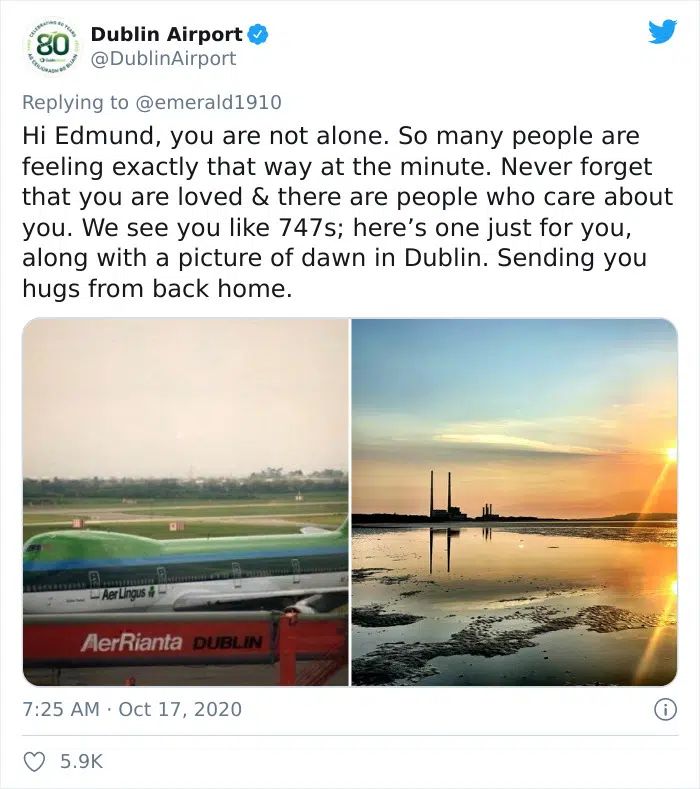 80
Dublin Airport
@DublinAirport
Replying to @emerald1910
Hi Edmund, you are not alone. So many people are
feeling exactly that way at the minute. Never forget
that you are loved & there are people who care about
you. We see you like 747s; here’s one just for you,
along with a picture of dawn in Dublin. Sending you
hugs from back home.
Aer Lingus
AerRianta DUBLIN
7:25 AM · Oct 17, 2020
5.9K